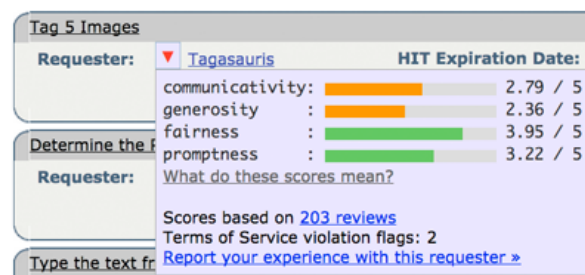 Tag 5 Images
Requester: Tagasauris HIT Expiration Date:
communicativity: 2.79 / 5
generosity : 2.36 / 5
fairness : 3.95 / 5
promptness : 3.22 / 5
What do these scores mean?
Determine the
Requester:
Scores based on 203 reviews
Terms of Service violation flags: 2
Report your experience with this requester »
Type the text fr